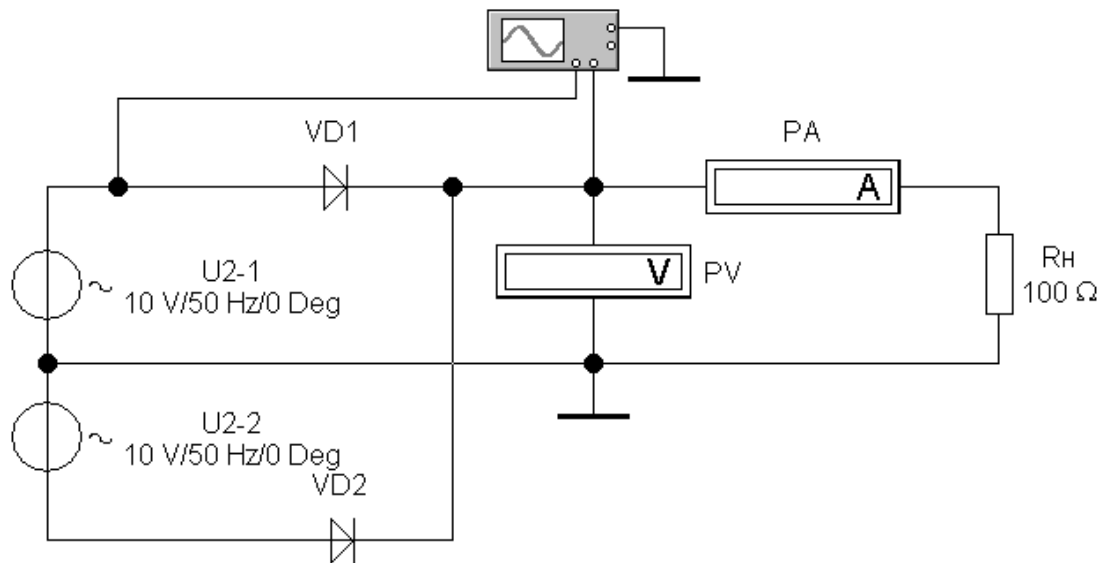 VD1
PA
A
U2-1
10 V/50 Hz/0 Deg
V
PV
Rн
100 Ω
U2-2
10 V/50 Hz/0 Deg
VD2